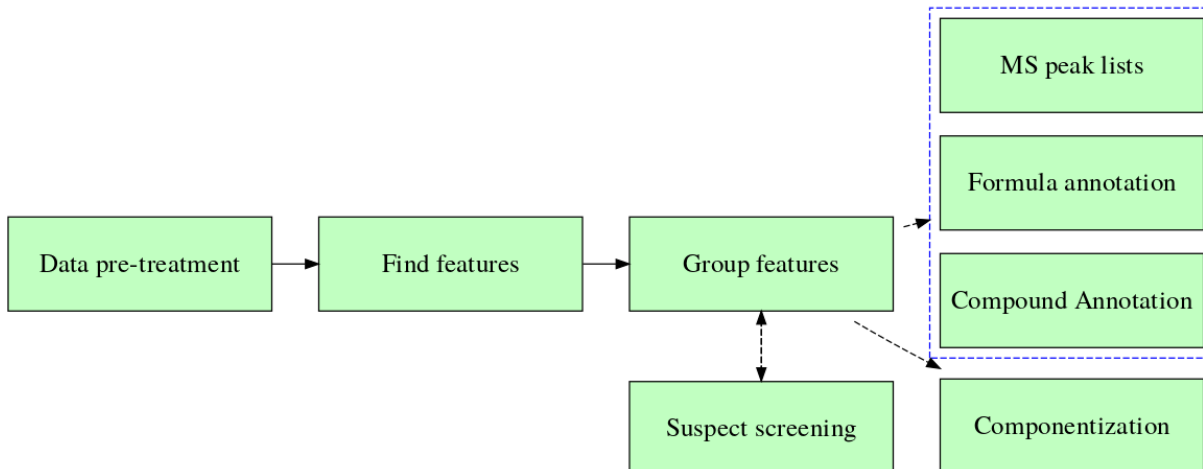 MS peak lists
Formula annotation
Data pre-treatment
Find features
Group features
Compound Annotation
Suspect screening
Componentization